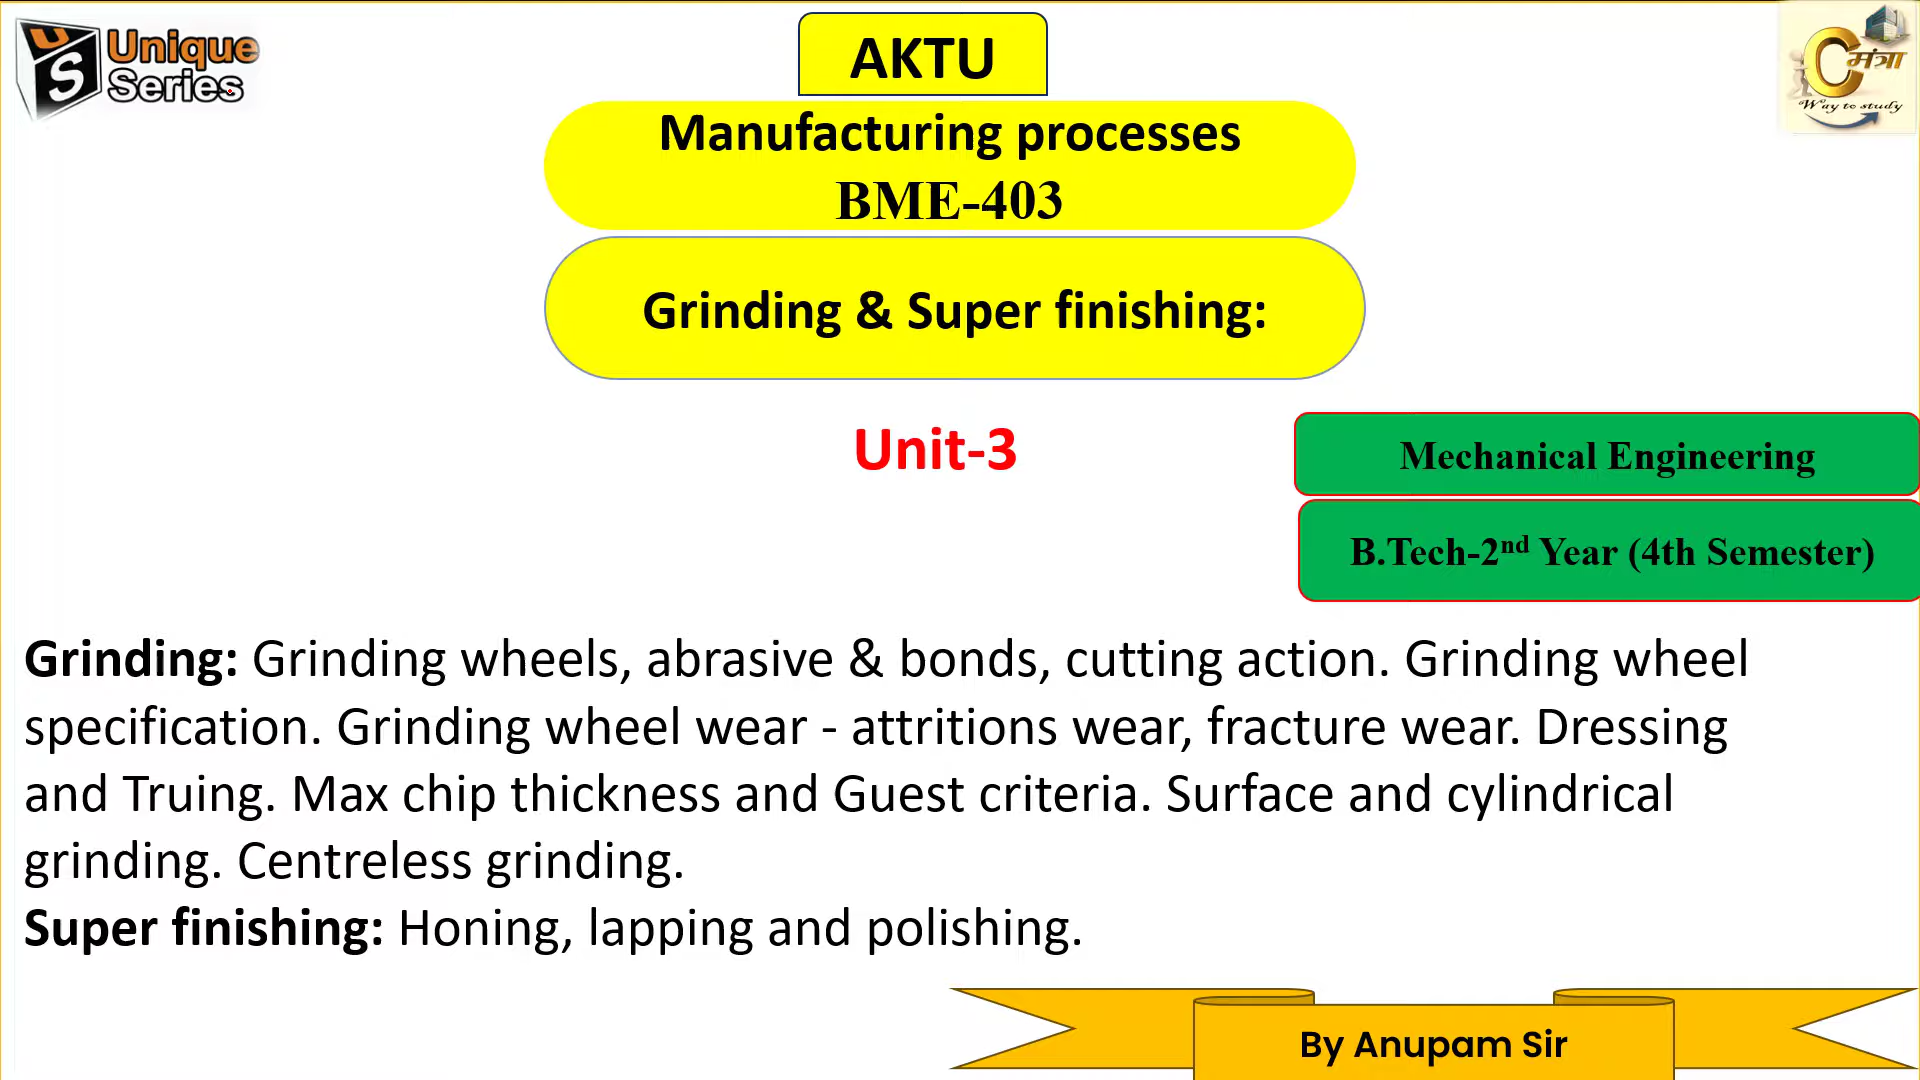 US Unique
Series
AKTU
C मंत्रा
Way to study
Manufacturing processes
BME-403
Grinding & Super finishing:
Unit-3
Mechanical Engineering
B.Tech-2nd Year (4th Semester)
Grinding: Grinding wheels, abrasive & bonds, cutting action. Grinding wheel
specification. Grinding wheel wear - attritions wear, fracture wear. Dressing
and Truing. Max chip thickness and Guest criteria. Surface and cylindrical
grinding. Centreless grinding.
Super finishing: Honing, lapping and polishing.
By Anupam Sir